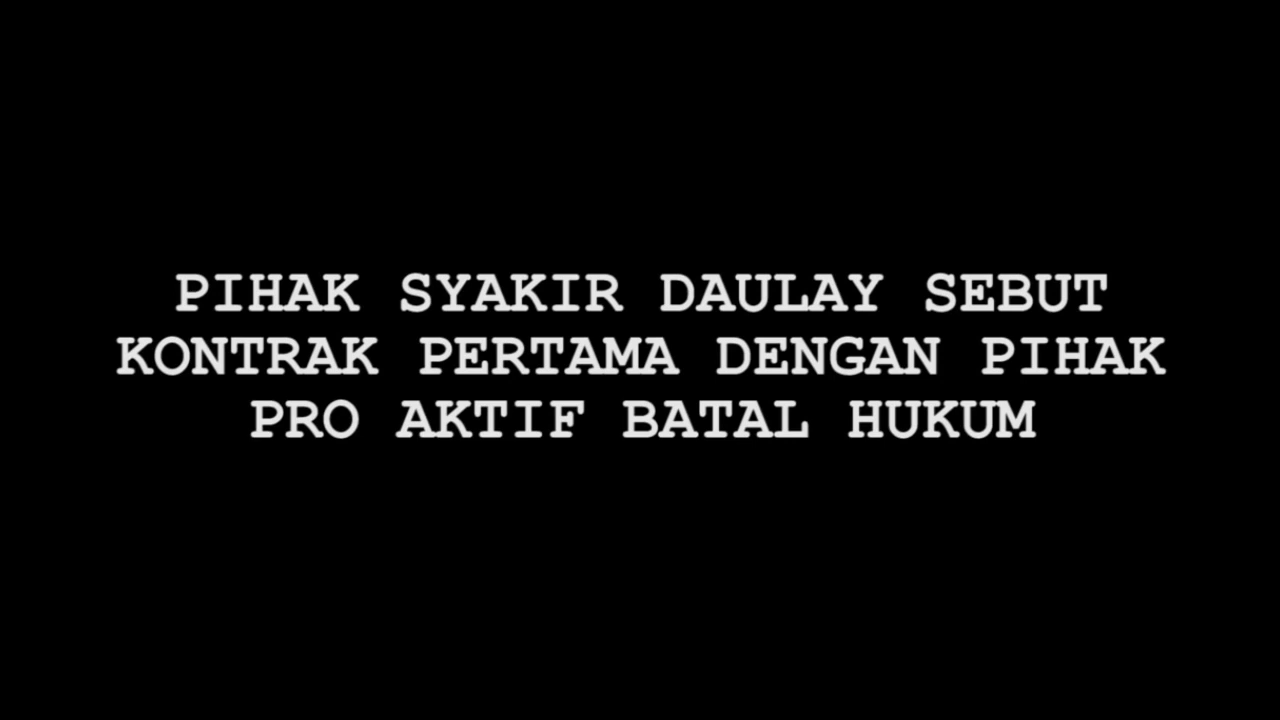 PIHAK SYAKIR DAULAY SEBUT
KONTRAK PERTAMA DENGAN PIHAK
PRO AKTIF BATAL HUKUM